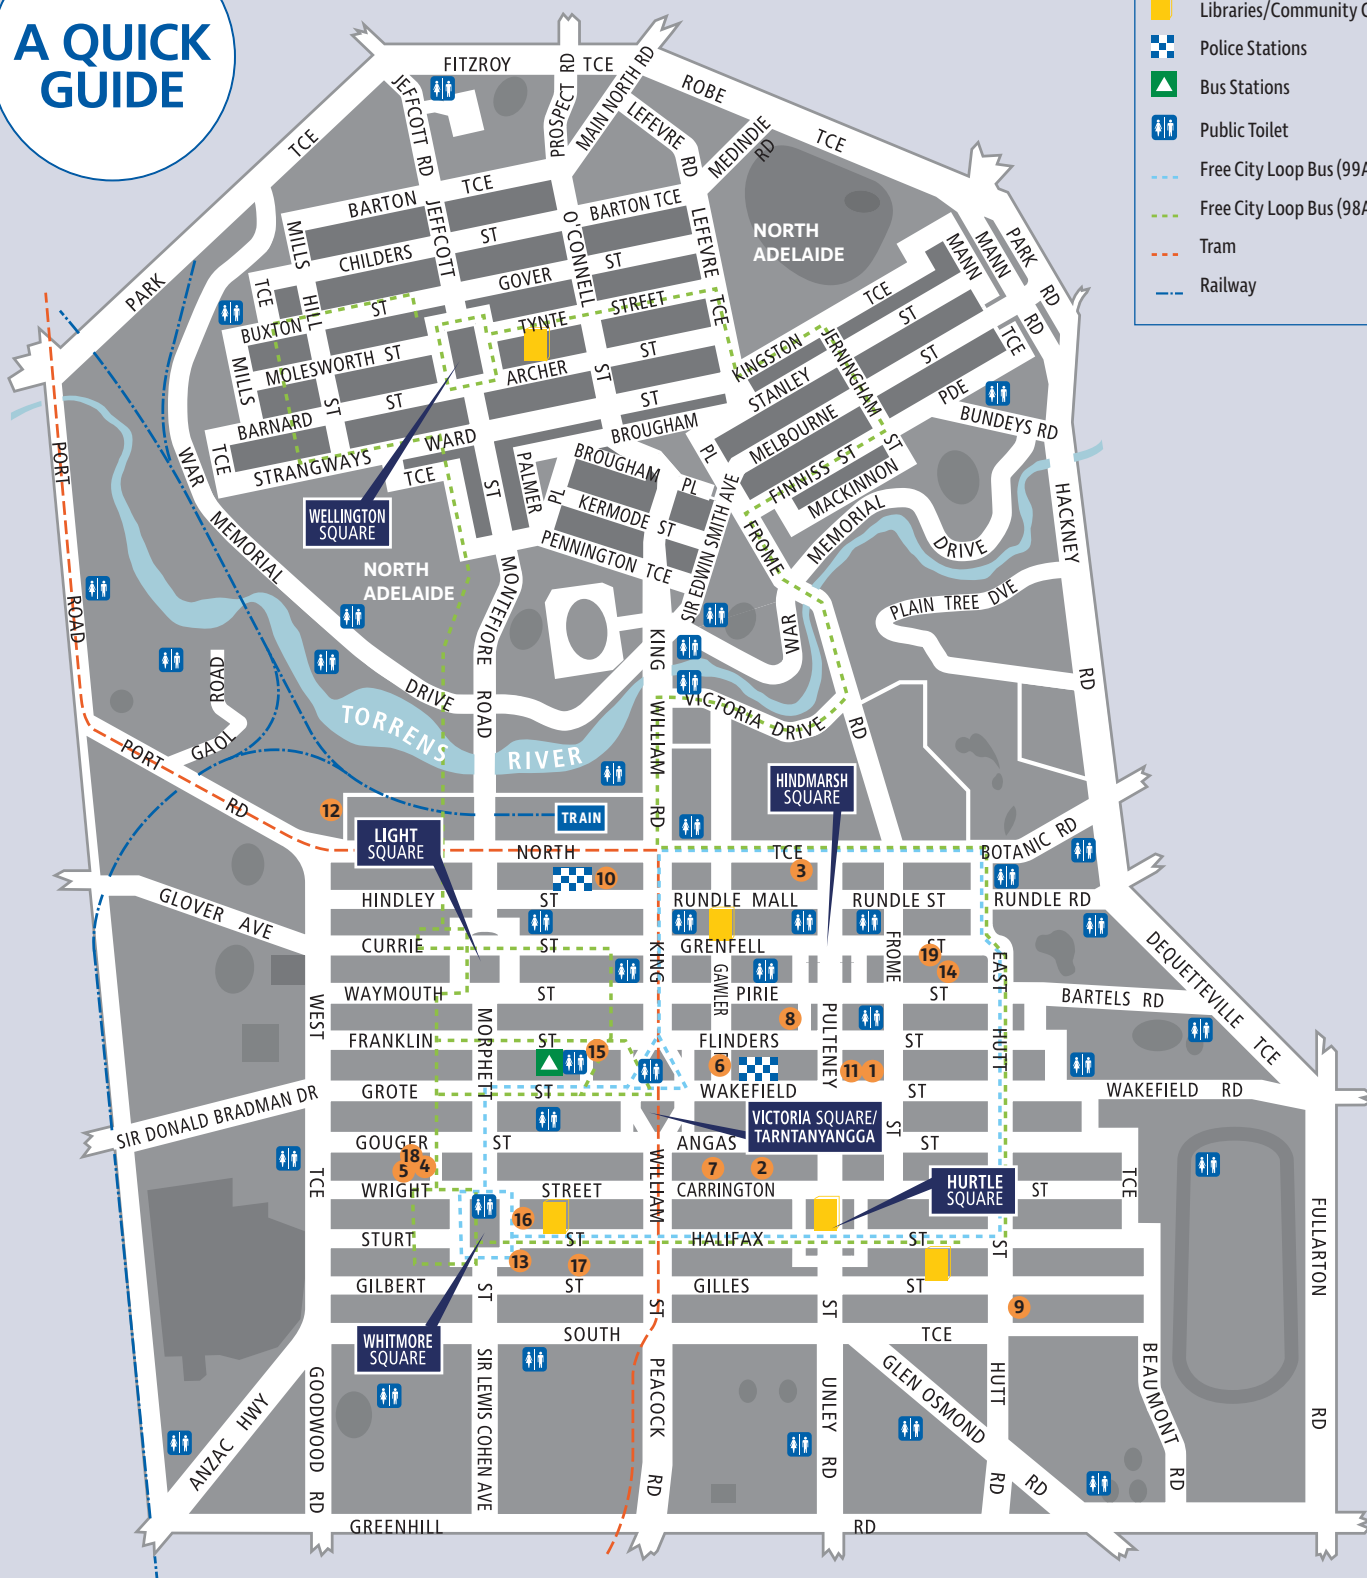 A QUICK
GUIDE
Libraries/Community C
Police Stations
Bus Stations
Public Toilet
Free City Loop Bus (99A
Free City Loop Bus (98A
Tram
Railway
FITZROY
TCE
PROSPECT RD
MAIN NORTH RD
ROBE
TCE
TCE
PARK
JEFFCOTT RD
LEFEVRE
RD
MEDINDIE
RD
BARTON
TCE
BARTON TCE
NORTH
ADELAIDE
MILLS
TCE
HILL
ST
JEFFCOTT
O'CONNELL
ST
LEFEVRE
TCE
CHILDERS
ST
GOVER
ST
MANN
TCE
MANN
RD
PARK
RD
BUXTON
ST
TYNTE
STREET
KINGSTON
TCE
MILLS
TCE
MOLESWORTH ST
ARCHER
ST
STANLEY
ST
JERNINGHAM
ST
BARNARD
ST
WARD
ST
BROUGHAM
PL
MELBOURNE
ST
FINNISS ST
PDE
MACKINNON
BUNDEYS RD
STRANGWAYS
TCE
ST
PALMER
PL
BROUGHAM
PL
KERMODE ST
PENNINGTON TCE
SIR EDWIN SMITH AVE
FROME
RD
WELLINGTON
SQUARE
NORTH
ADELAIDE
WAR
MEMORIAL
DRIVE
MONTEFIORE
ROAD
KING
WILLIAM
RD
WAR
MEMORIAL
DRIVE
PLAIN TREE DVE
HACKNEY
RD
PORT
ROAD
ROAD
GAOL
TORRENS
RIVER
VICTORIA DRIVE
HINDMARSH
SQUARE
PORT
RD
12
TRAIN
LIGHT
SQUARE
NORTH
TCE
BOTANIC RD
10
3
HINDLEY
ST
RUNDLE MALL
RUNDLE ST
RUNDLE RD
GLOVER AVE
CURRIE
ST
GRENFELL
ST
19
14
FROME
ST
EAST
TCE
DEQUETTEVILLE
TCE
KING
WILLIAM
ST
GAWLER
WAYMOUTH
ST
PIRIE
ST
BARTELS RD
WEST
TCE
MORPHETT
ST
8
PULTENEY
ST
HUTT
ST
FRANKLIN
ST
FLINDERS
ST
15
6
11
1
GROTE
ST
WAKEFIELD
ST
WAKEFIELD RD
SIR DONALD BRADMAN DR
VICTORIA SQUARE/
TARNTANYANGGA
GOUGER
ST
ANGAS
ST
18
5
4
7
2
WRIGHT
STREET
CARRINGTON
ST
HURTLE
SQUARE
16
STURT
ST
HALIFAX
ST
13
17
GILBERT
ST
GILLES
ST
9
WHITMORE
SQUARE
SOUTH
TCE
FULLARTON
RD
BEAUMONT
RD
GOODWOOD
RD
SIR LEWIS COHEN AVE
PEACOCK
RD
UNLEY
RD
GLEN OSMOND
RD
HUTT
RD
ANZAC HWY
GREENHILL
RD